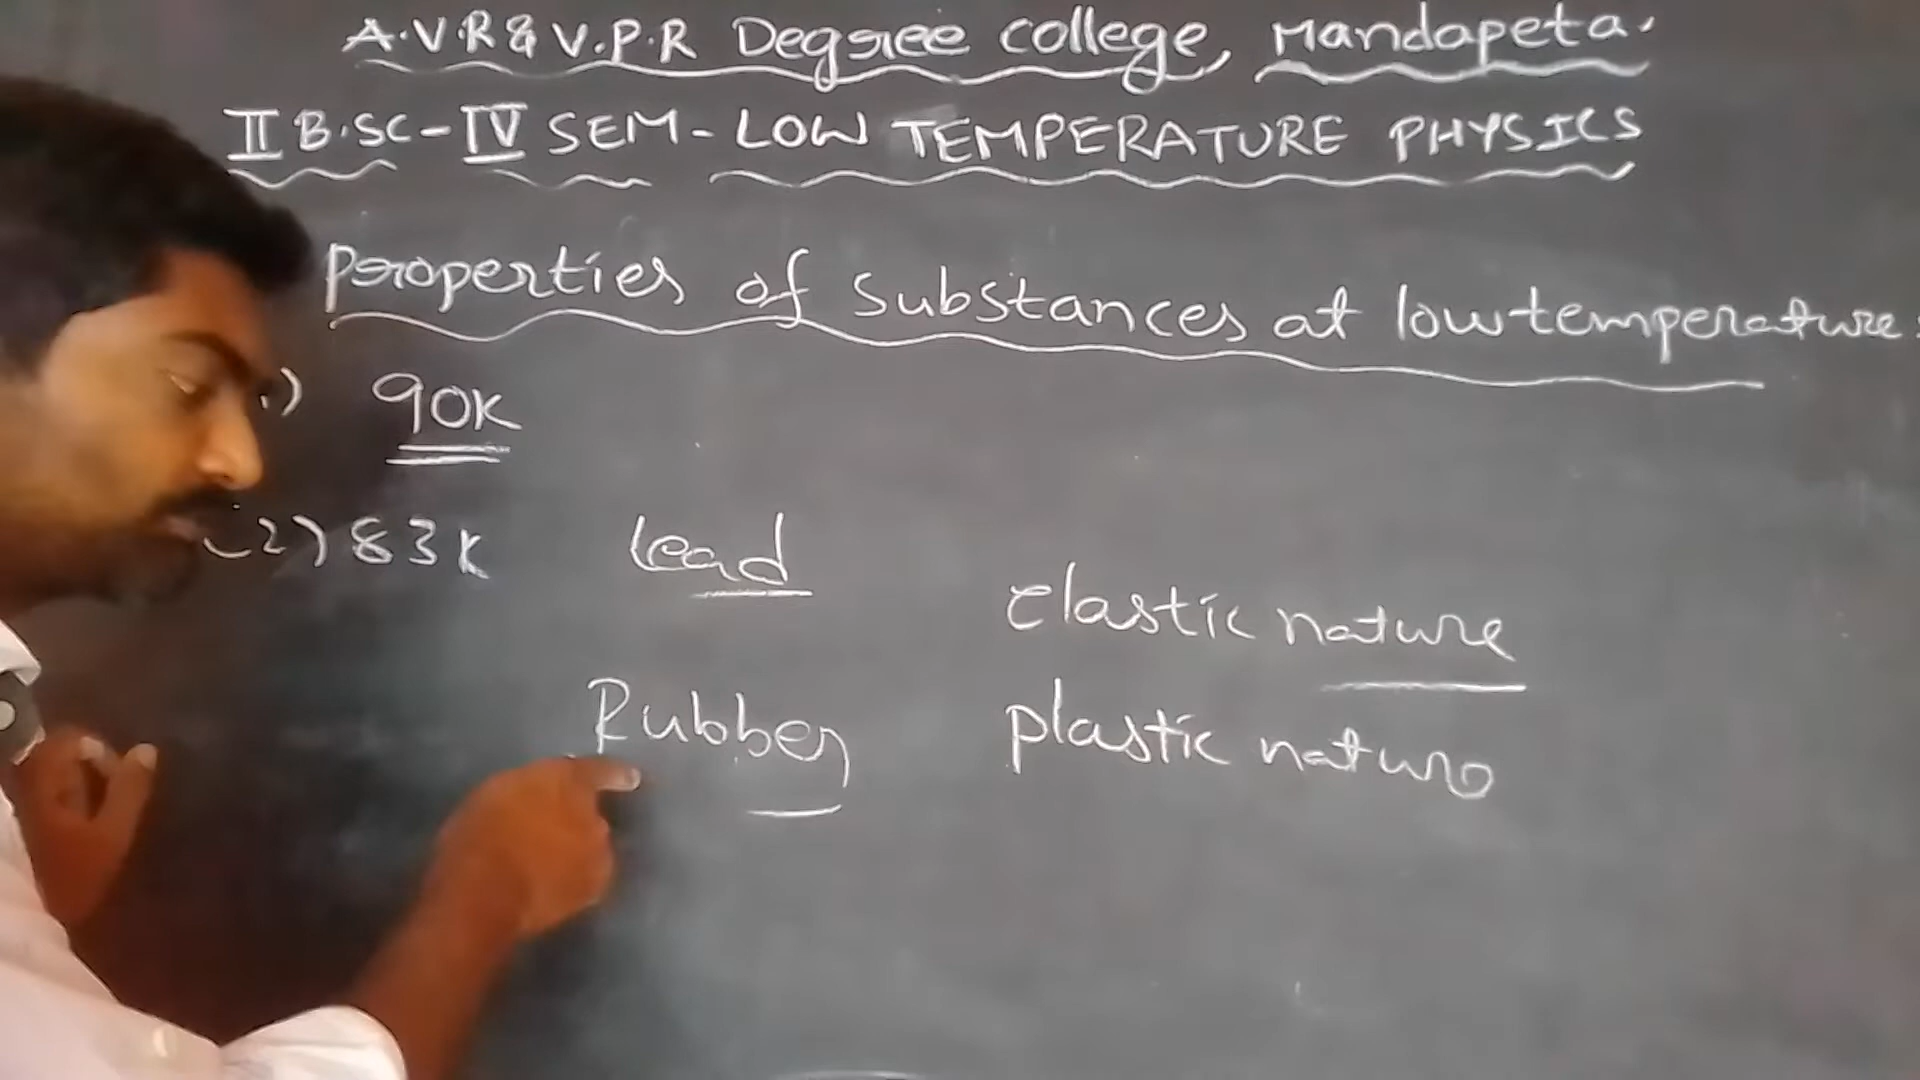 A.V.R & V.P.R Degree college, Mandapeta.
II B.SC-IV SEM-LOW TEMPERATURE PHYSICS
properties of substances at low temperature:
1) 90K
2) 83K lead
Elastic nature
Rubber plastic nature